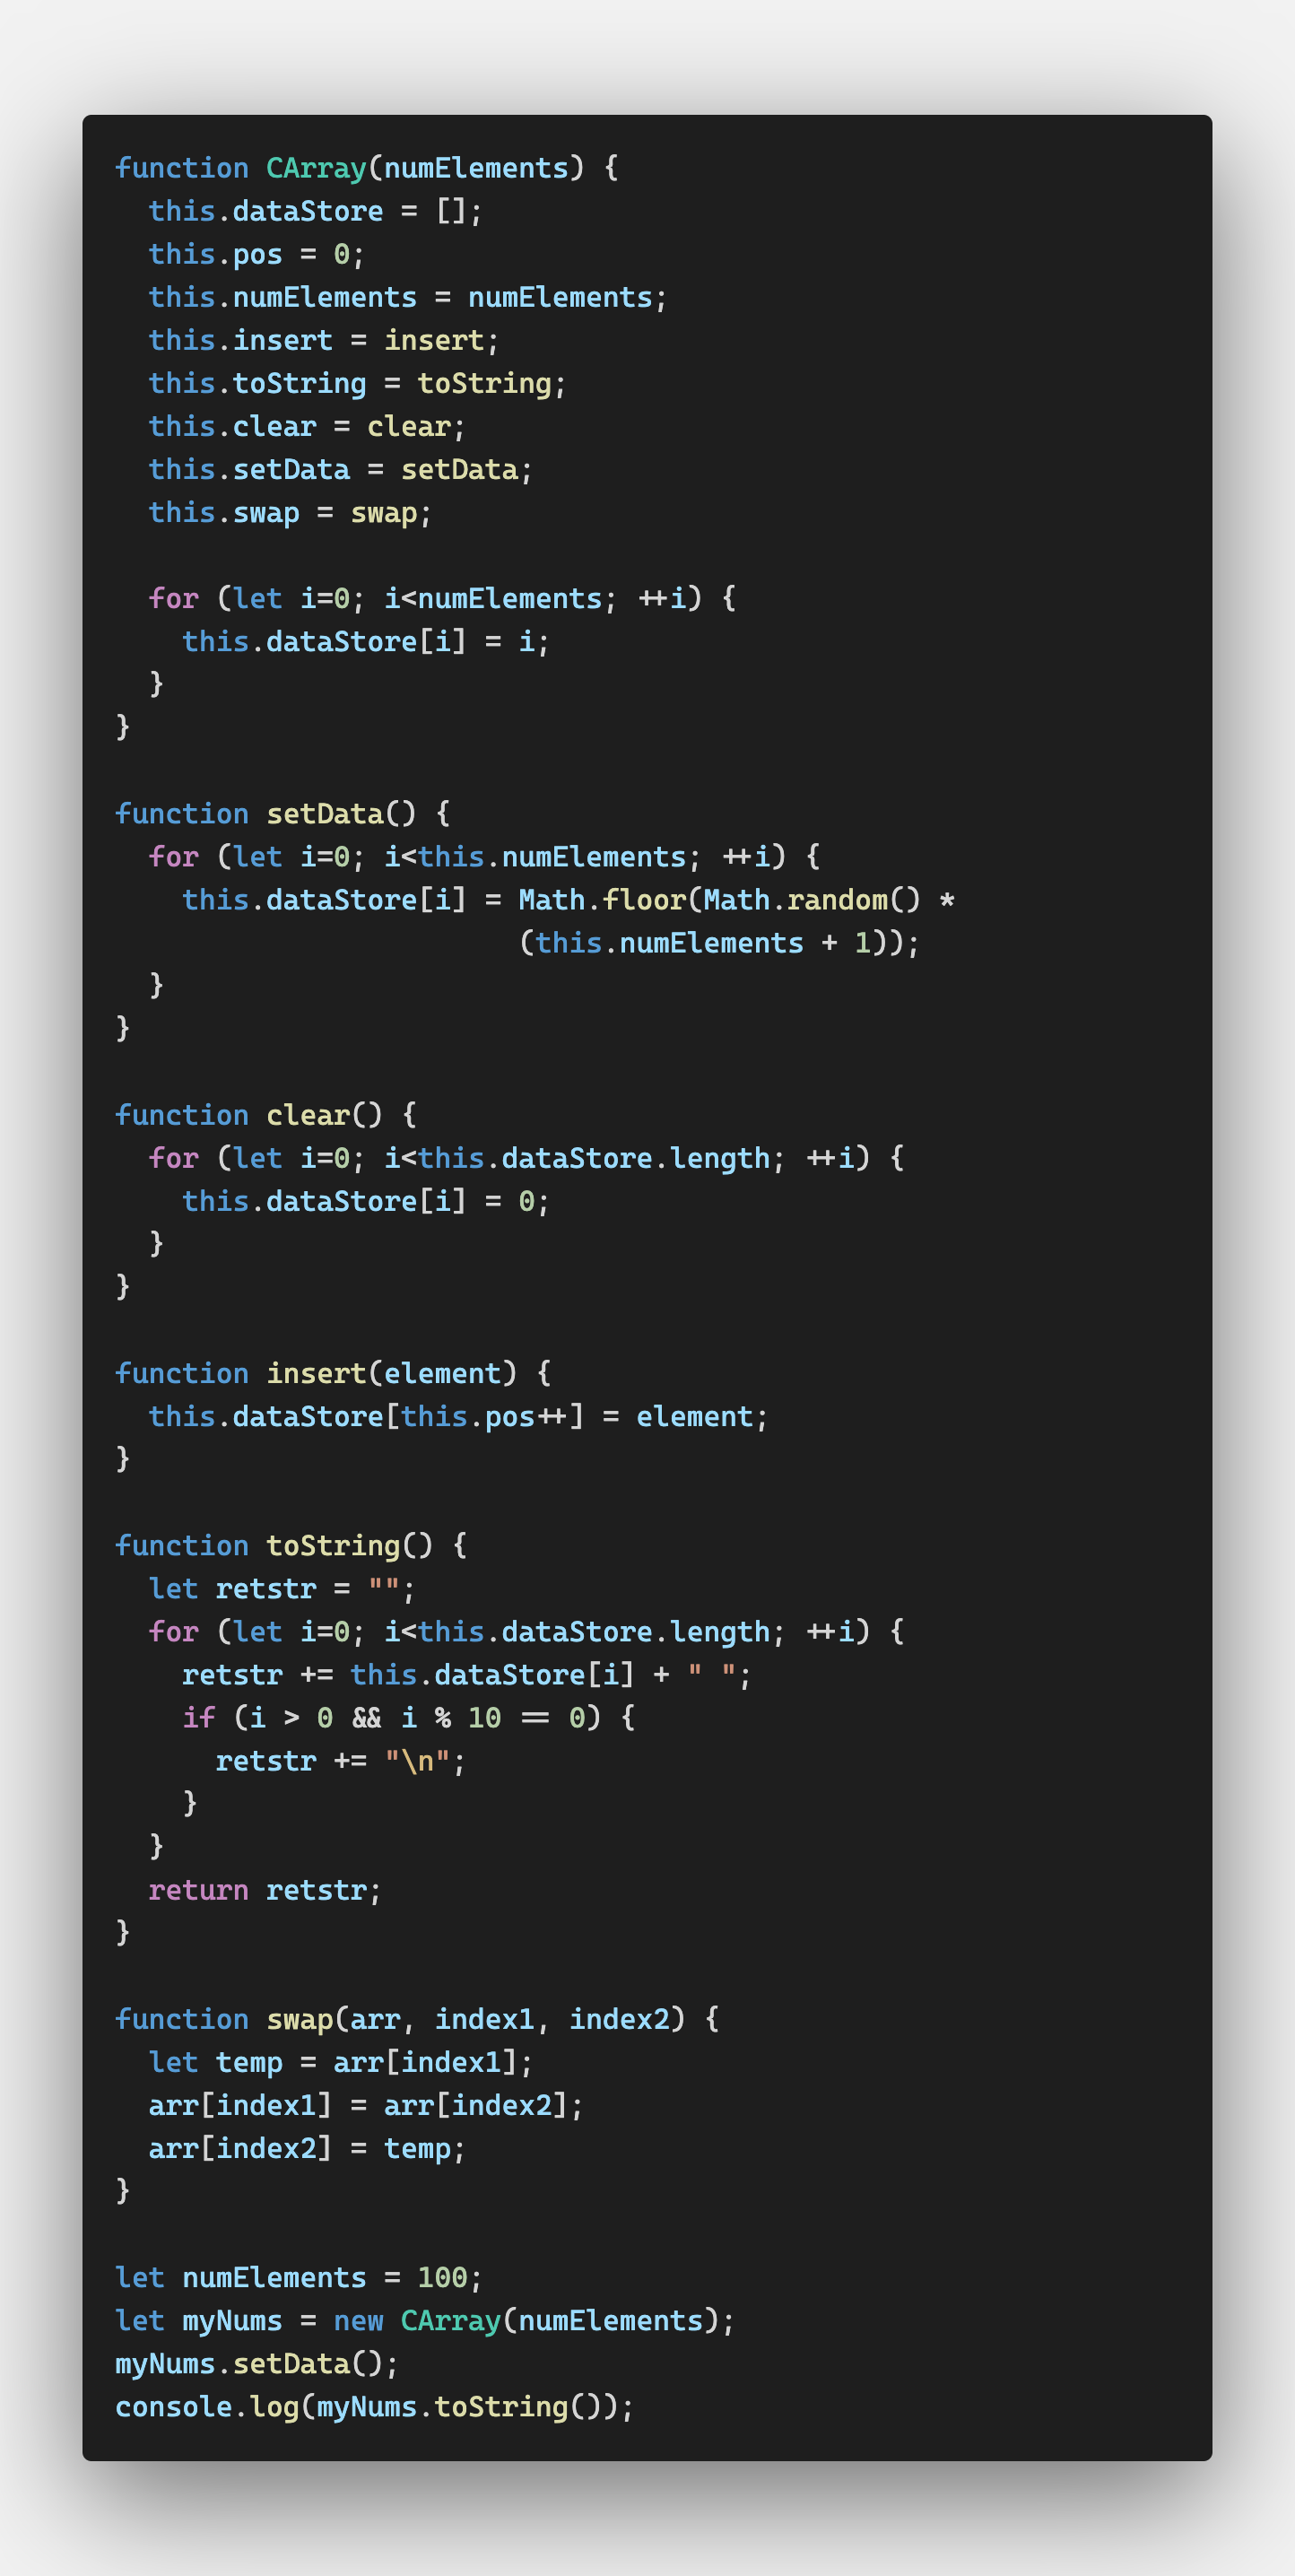 function CArray(numElements) {
  this.dataStore = [];
  this.pos = 0;
  this.numElements = numElements;
  this.insert = insert;
  this.toString = toString;
  this.clear = clear;
  this.setData = setData;
  this.swap = swap;

  for (let i=0; i<numElements; ++i) {
    this.dataStore[i] = i;
  }
}

function setData() {
  for (let i=0; i<this.numElements; ++i) {
    this.dataStore[i] = Math.floor(Math.random() *
                        (this.numElements + 1));
  }
}

function clear() {
  for (let i=0; i<this.dataStore.length; ++i) {
    this.dataStore[i] = 0;
  }
}

function insert(element) {
  this.dataStore[this.pos++] = element;
}

function toString() {
  let retstr = "";
  for (let i=0; i<this.dataStore.length; ++i) {
    retstr += this.dataStore[i] + " ";
    if (i > 0 && i % 10 == 0) {
      retstr += "\n";
    }
  }
  return retstr;
}

function swap(arr, index1, index2) {
  let temp = arr[index1];
  arr[index1] = arr[index2];
  arr[index2] = temp;
}

let numElements = 100;
let myNums = new CArray(numElements);
myNums.setData();
console.log(myNums.toString());